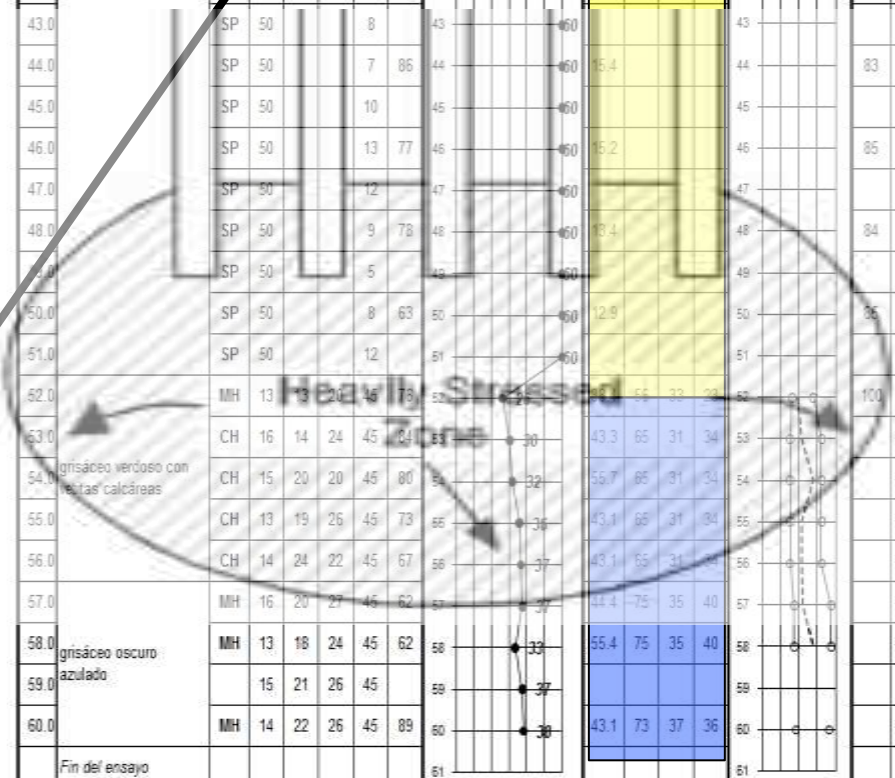 43.0 SP 50 8 43 60 43
44.0 SP 50 7 86 44 60 15.4 44 83
45.0 SP 50 10 45 60 45
46.0 SP 50 13 77 46 60 15.2 46 85
47.0 SP 50 12 47 60 47
48.0 SP 50 9 78 48 60 13.4 48 84
SP 50 5 49 60 49
50.0 SP 50 8 63 50 60 12.9 50
51.0 SP 50 12 51 60 51
52.0 MH 13 13 20 45 73 52 33 52 100
Heavily Stressed
Zone
53.0 CH 16 14 24 45 84 30 43.3 65 31 34 53
54.0 grisáceo verdoso con CH 15 20 20 45 80 54 32 55.7 65 31 34 54
vetas calcáreas
55.0 CH 13 19 26 45 73 55 36 43.1 65 31 34 55
56.0 CH 14 24 22 45 67 56 37 43.1 65 31 34 56
57.0 MH 16 20 27 45 62 57 37 44.4 75 35 40 57
58.0 grisáceo oscuro MH 13 18 24 45 62 58 33 55.4 75 35 40 58
azulado
59.0 15 21 26 45 59 37 59
60.0 MH 14 22 26 45 89 60 38 43.1 73 37 36 60
Fin del ensayo 61 61